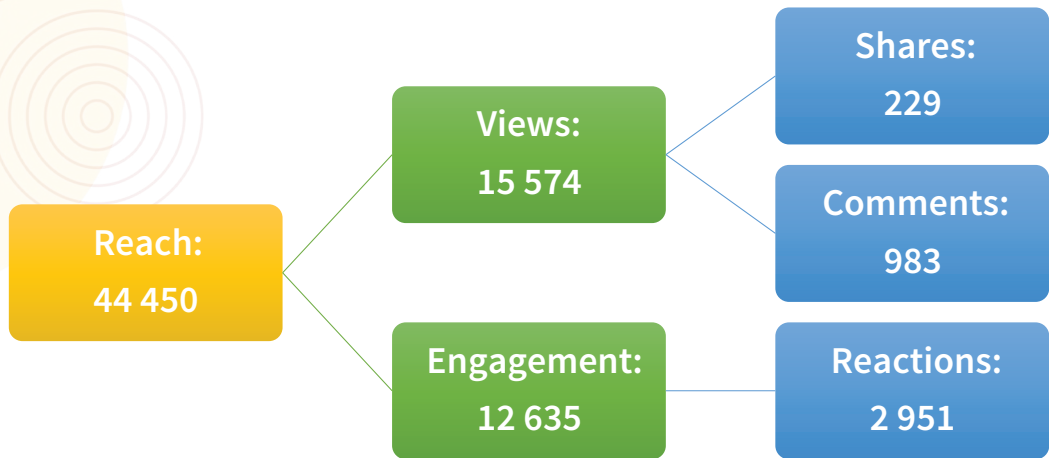 Reach:
44 450
Views:
15 574
Engagement:
12 635
Shares:
229
Comments:
983
Reactions:
2 951